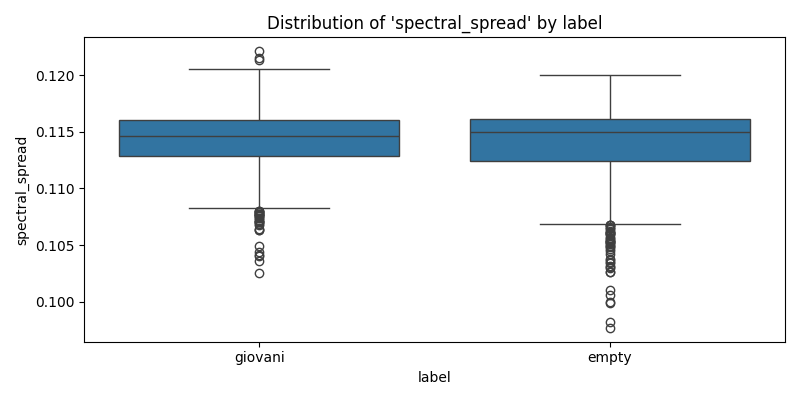 Distribution of 'spectral_spread' by label
spectral_spread
0.120
0.115
0.110
0.105
0.100
giovani
empty
label